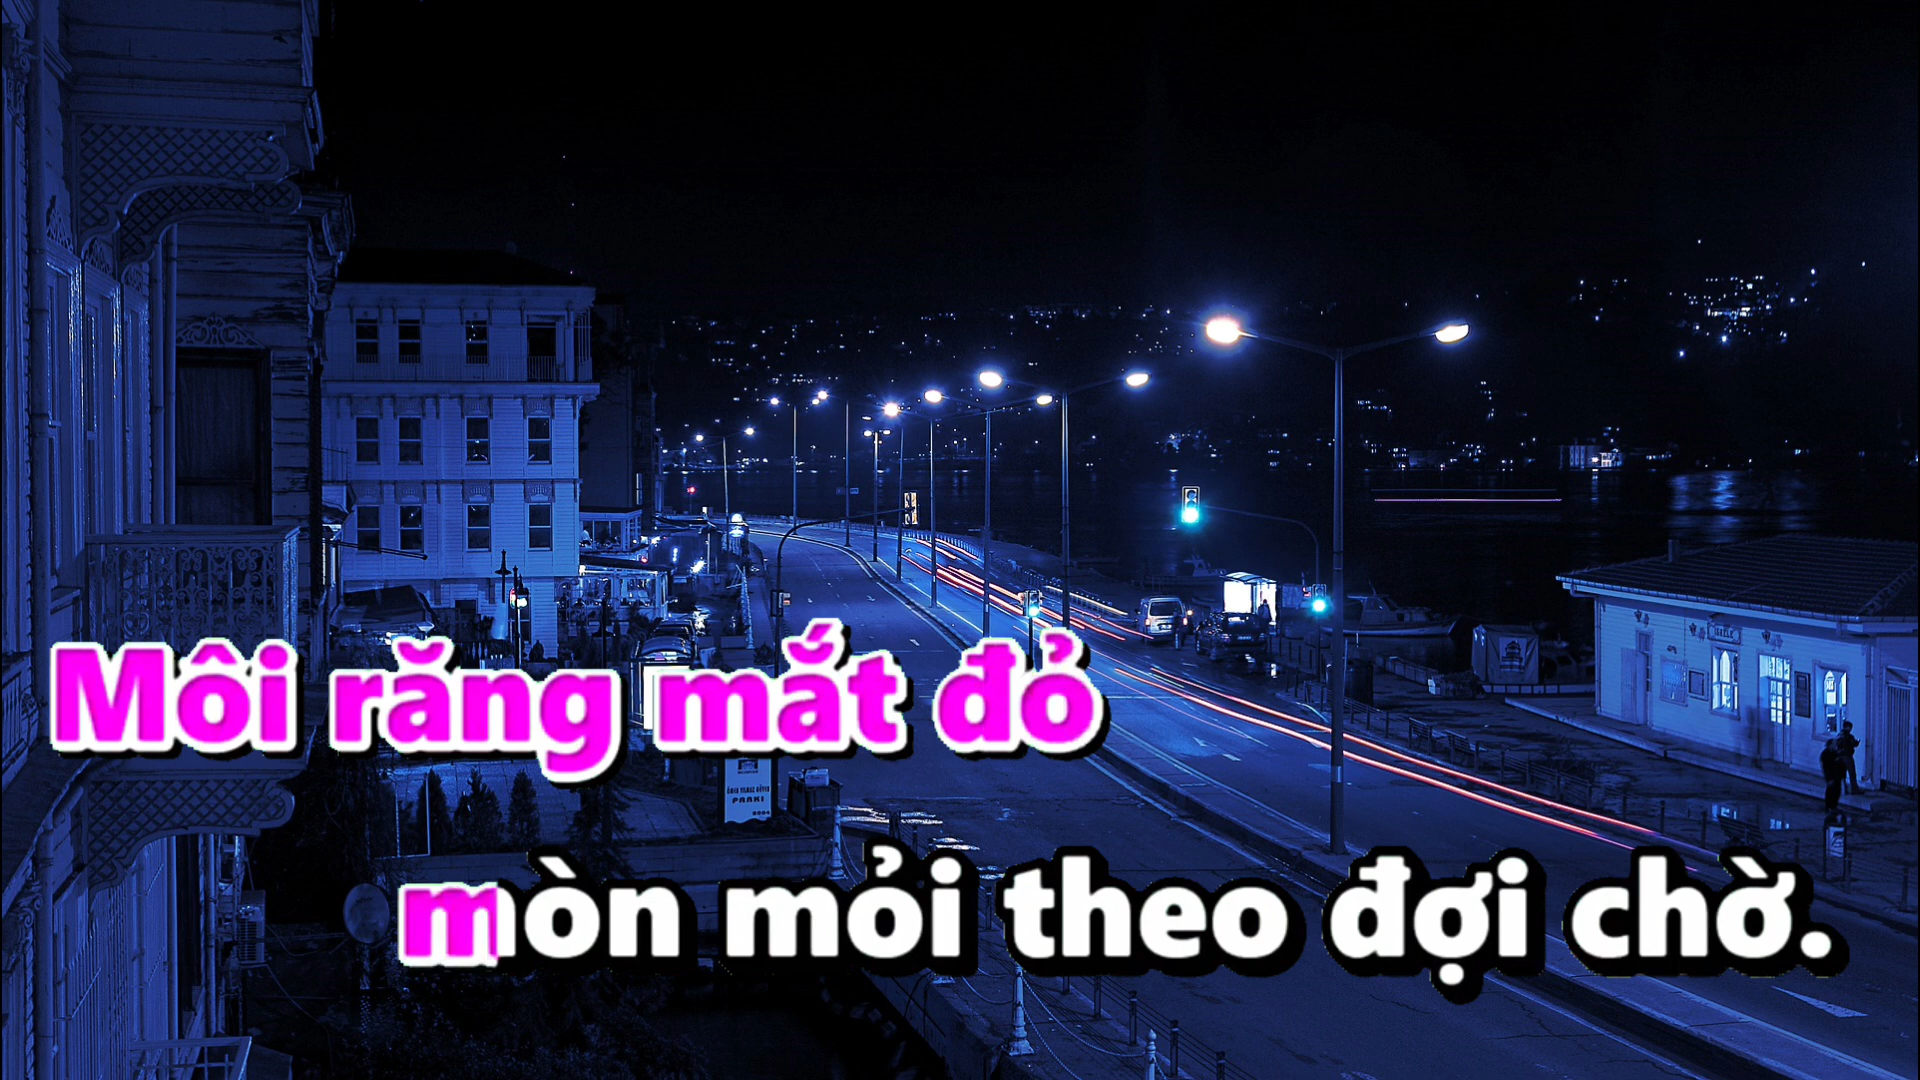 Môi răng mắt đỏ
mòn mỏi theo đợi chờ.